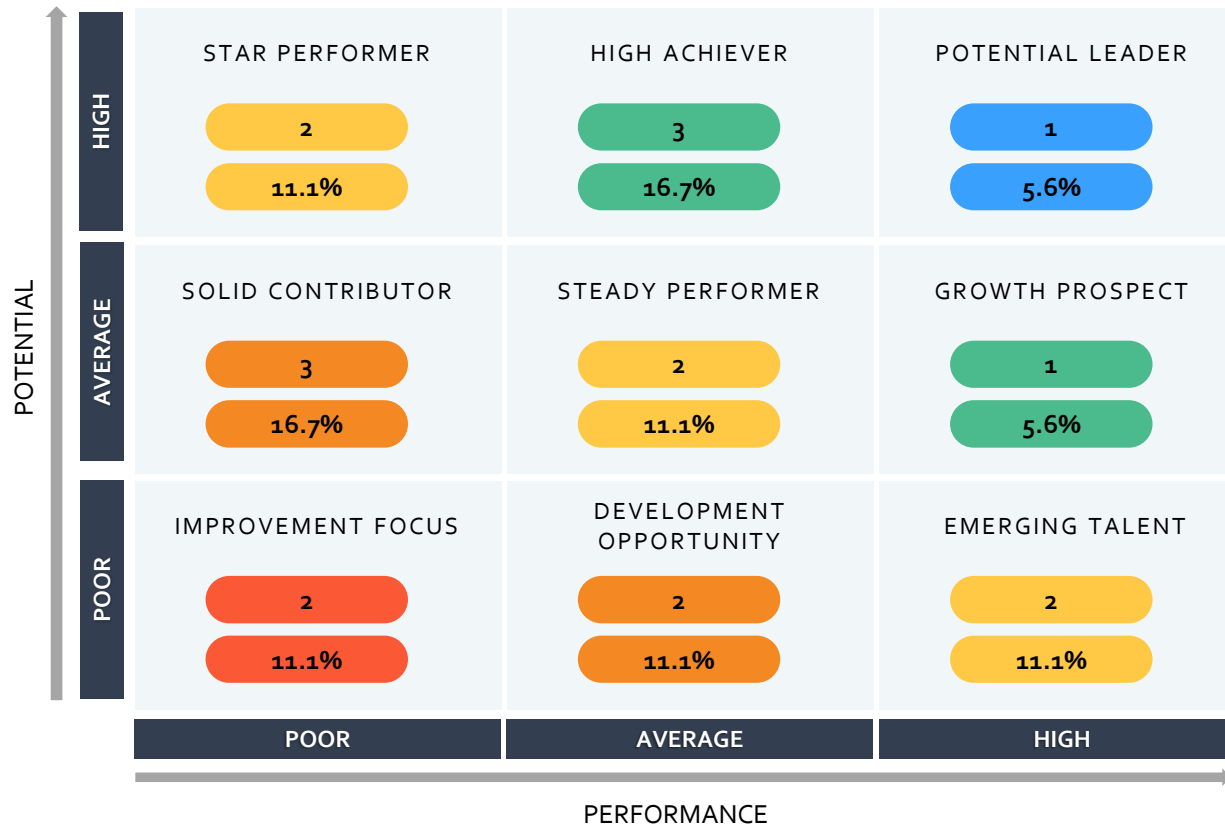 HIGH
STAR PERFORMER
2
11.1%
HIGH ACHIEVER
3
16.7%
POTENTIAL LEADER
1
5.6%
POTENTIAL
AVERAGE
SOLID CONTRIBUTOR
3
16.7%
STEADY PERFORMER
2
11.1%
GROWTH PROSPECT
1
5.6%
POOR
IMPROVEMENT FOCUS
2
11.1%
DEVELOPMENT
OPPORTUNITY
2
11.1%
EMERGING TALENT
2
11.1%
POOR
AVERAGE
HIGH
PERFORMANCE